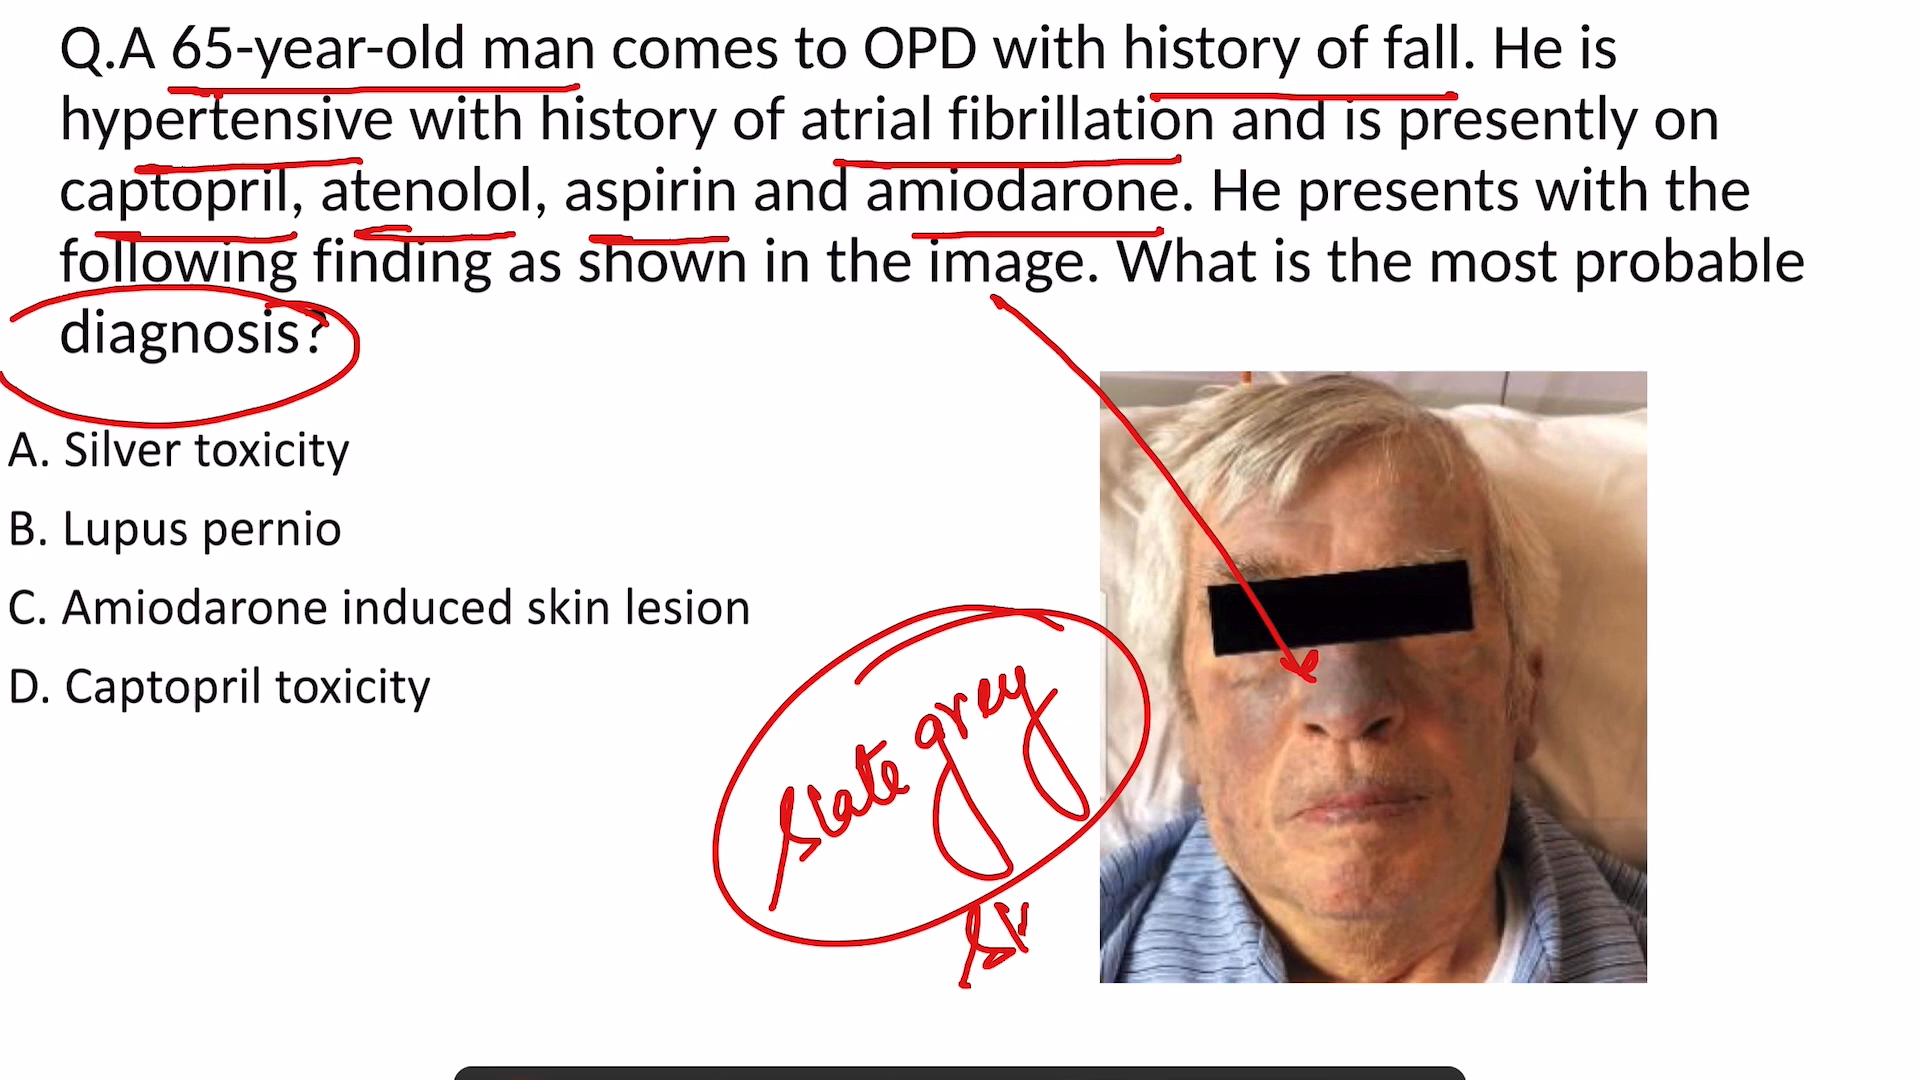 Q.A 65-year-old man comes to OPD with history of fall. He is
hypertensive with history of atrial fibrillation and is presently on
captopril, atenolol, aspirin and amiodarone. He presents with the
following finding as shown in the image. What is the most probable
diagnosis?
A. Silver toxicity
B. Lupus pernio
C. Amiodarone induced skin lesion
D. Captopril toxicity
slate grey
sk